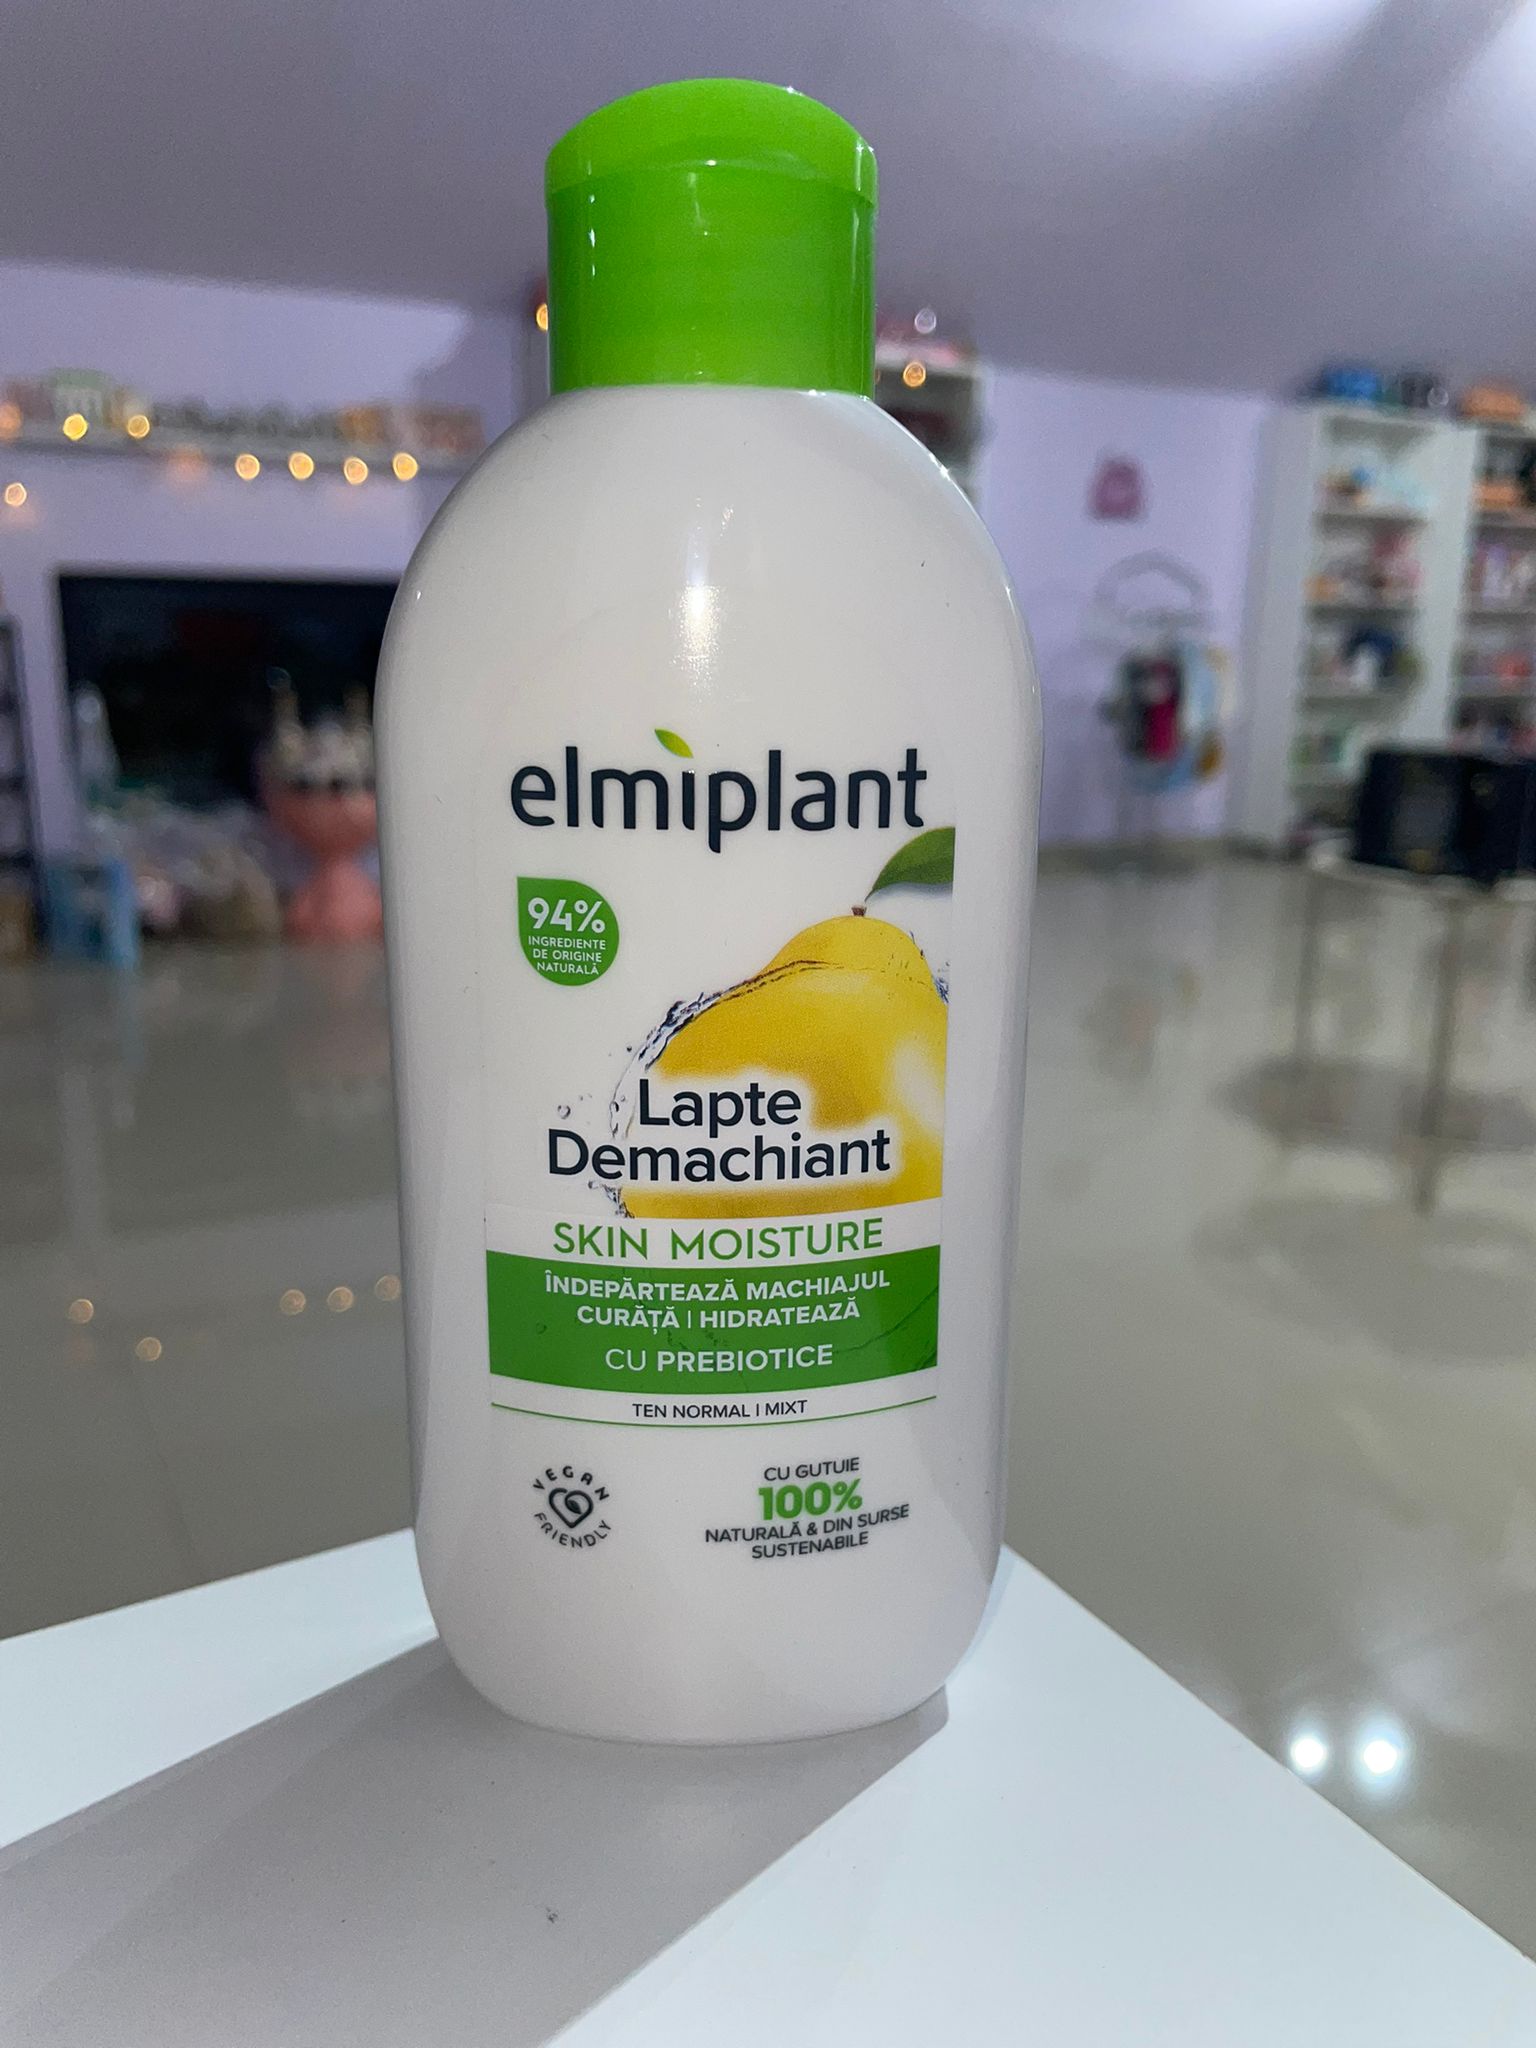 elmiplant
94%
INGREDIENTE
DE ORIGINE
NATURALĂ
Lapte
Demachiant
SKIN MOISTURE
ÎNDEPĂRTEAZĂ MACHIAJUL
CURĂȚĂ | HIDRATEAZĂ
CU PREBIOTICE
TEN NORMAL | MIXT
VEGAN
FRIENDLY
CU GUTUIE
100%
NATURALĂ & DIN SURSE
SUSTENABILE